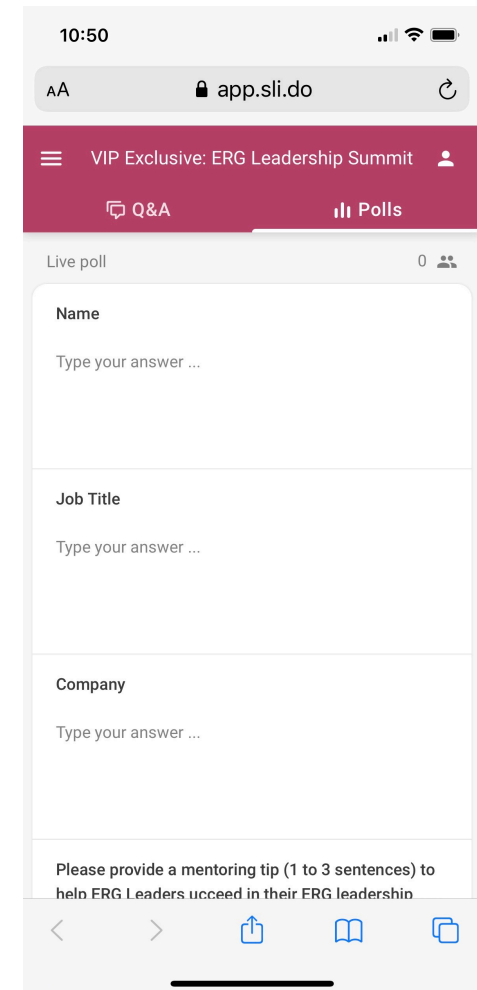 10:50
AA app.sli.do
VIP Exclusive: ERG Leadership Summit
Q&A Polls
Live poll 0
Name
Type your answer ...
Job Title
Type your answer ...
Company
Type your answer ...
Please provide a mentoring tip (1 to 3 sentences) to
help ERG Leaders ucceed in their ERG leadership